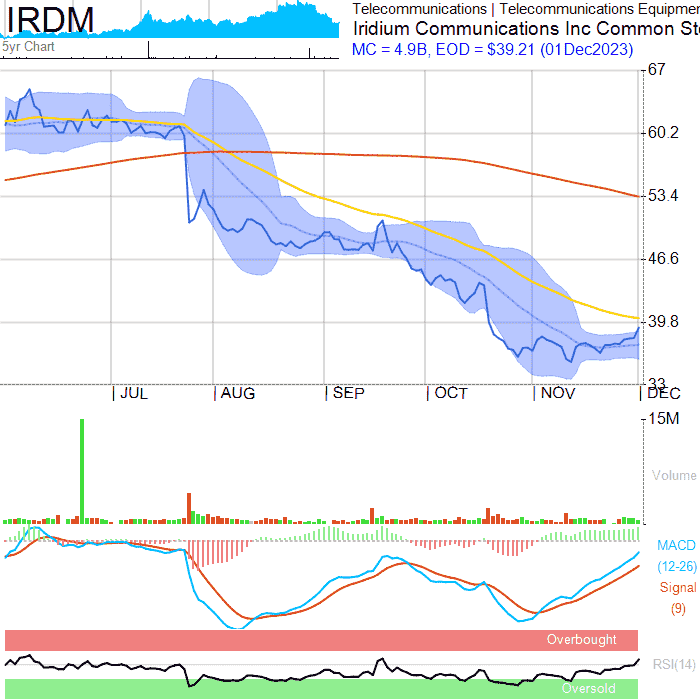 IRDM
5yr Chart
Telecommunications | Telecommunications Equipmen
Iridium Communications Inc Common Sto
MC = 4.9B, EOD = $39.21 (01Dec2023)
67
60.2
53.4
46.6
39.8
33
JUL
AUG
SEP
OCT
NOV
DEC
15M
Volume
MACD
(12-26)
Signal
(9)
Overbought
RSI(14)
Oversold